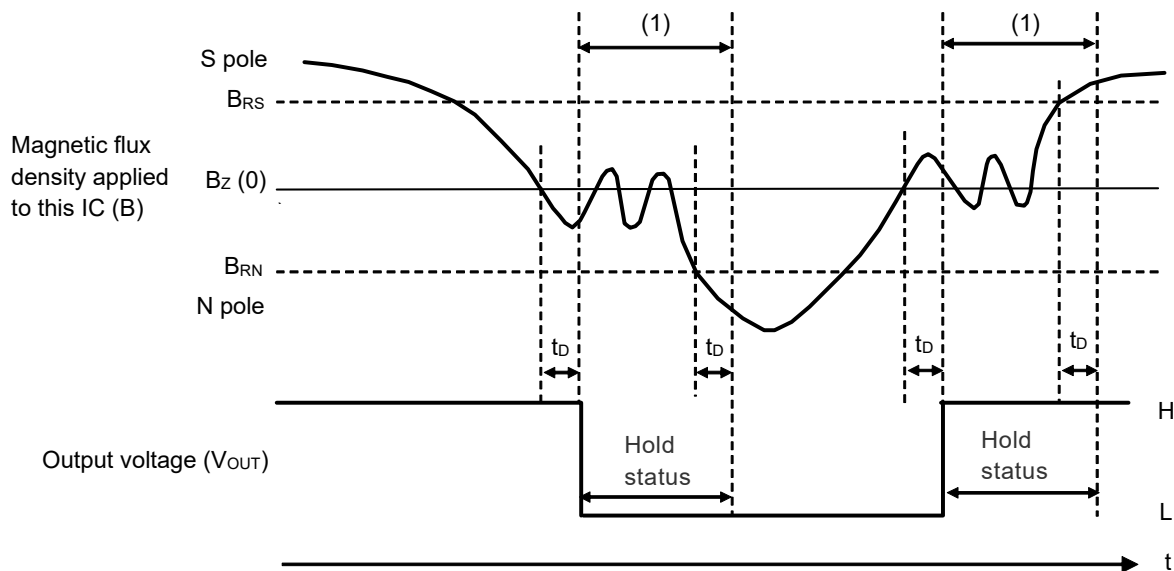 (1)
(1)
S pole
BRS
Magnetic flux
density applied
to this IC (B)
BZ (0)
BRN
N pole
tD
tD
tD
tD
H
Output voltage (VOUT)
Hold
status
Hold
status
L
t